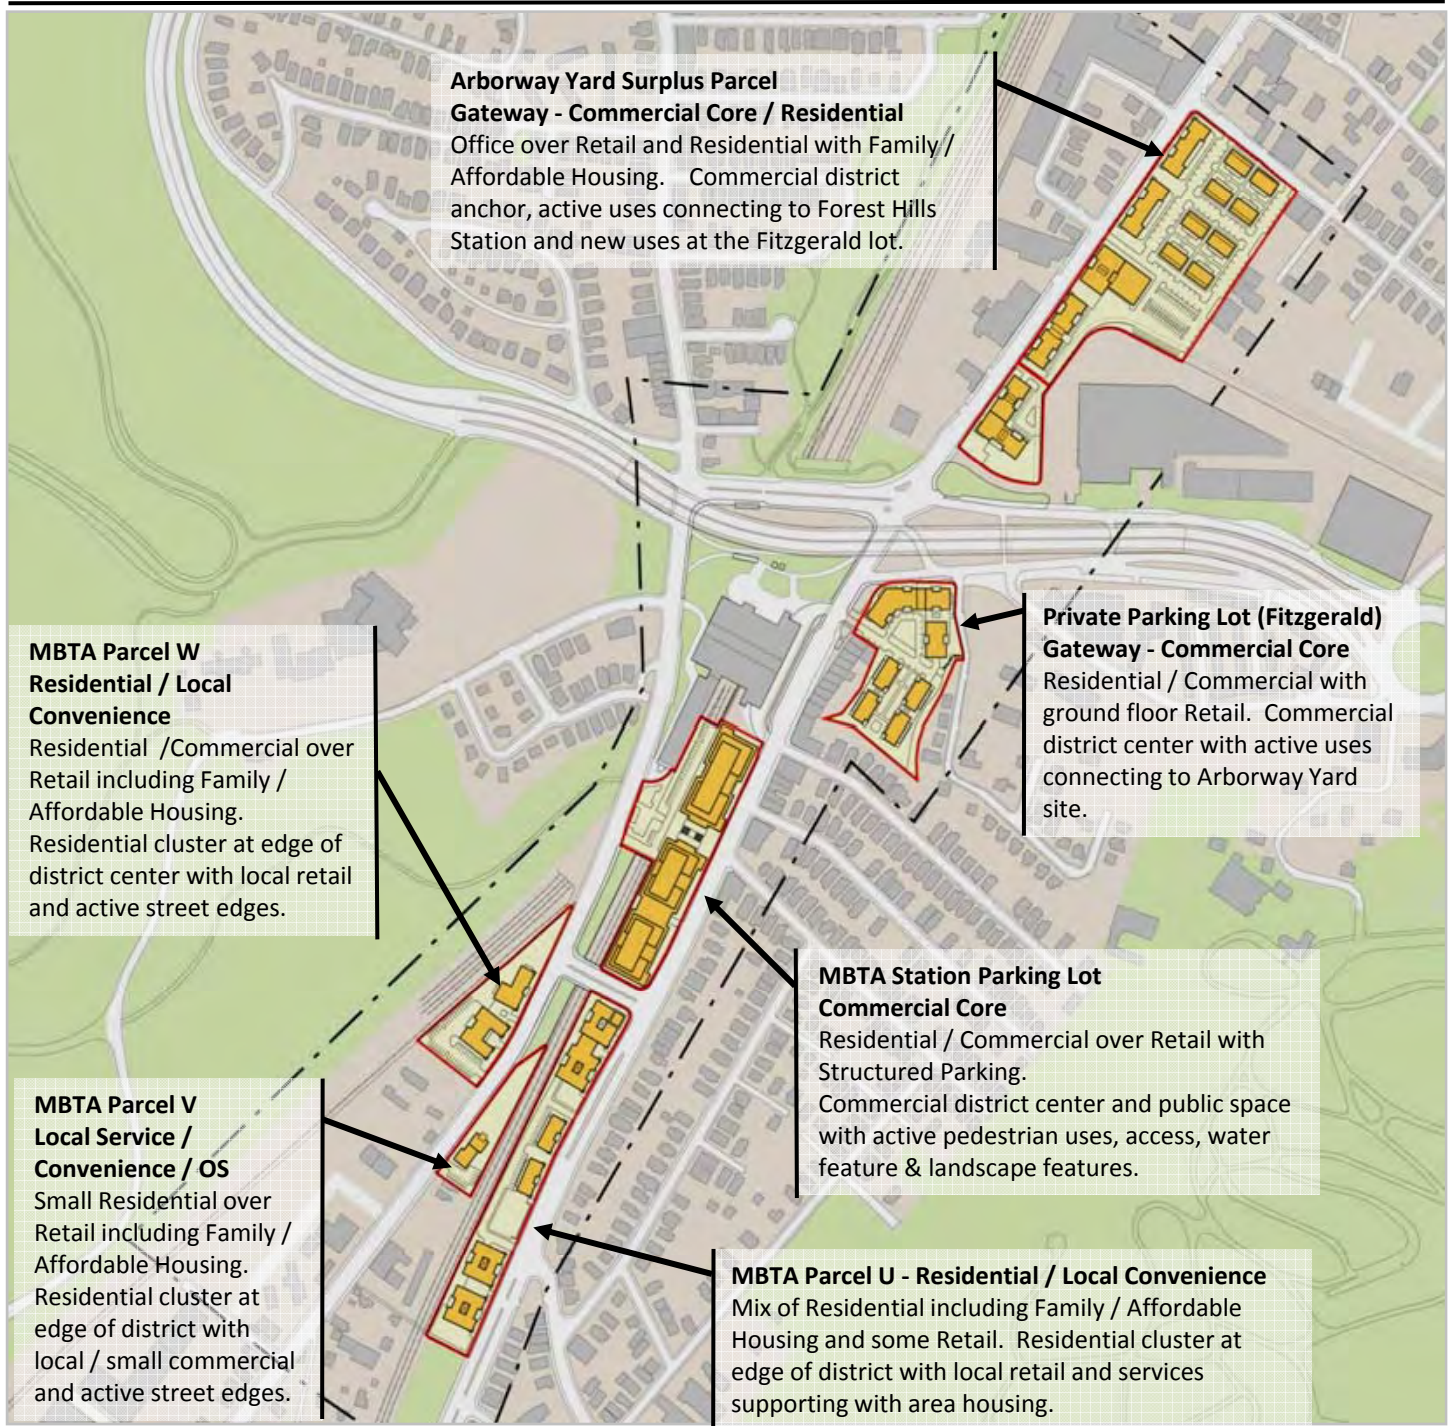 Arborway Yard Surplus Parcel
Gateway - Commercial Core / Residential
Office over Retail and Residential with Family /
Affordable Housing. Commercial district
anchor, active uses connecting to Forest Hills
Station and new uses at the Fitzgerald lot.
Private Parking Lot (Fitzgerald)
Gateway - Commercial Core
Residential / Commercial with
ground floor Retail. Commercial
district center with active uses
connecting to Arborway Yard
site.
MBTA Parcel W
Residential / Local
Convenience
Residential /Commercial over
Retail including Family /
Affordable Housing.
Residential cluster at edge of
district center with local retail
and active street edges.
MBTA Station Parking Lot
Commercial Core
Residential / Commercial over Retail with
Structured Parking.
Commercial district center and public space
with active pedestrian uses, access, water
feature & landscape features.
MBTA Parcel V
Local Service /
Convenience / OS
Small Residential over
Retail including Family /
Affordable Housing.
Residential cluster at
edge of district with
local / small commercial
and active street edges.
MBTA Parcel U - Residential / Local Convenience
Mix of Residential including Family / Affordable
Housing and some Retail. Residential cluster at
edge of district with local retail and services
supporting with area housing.